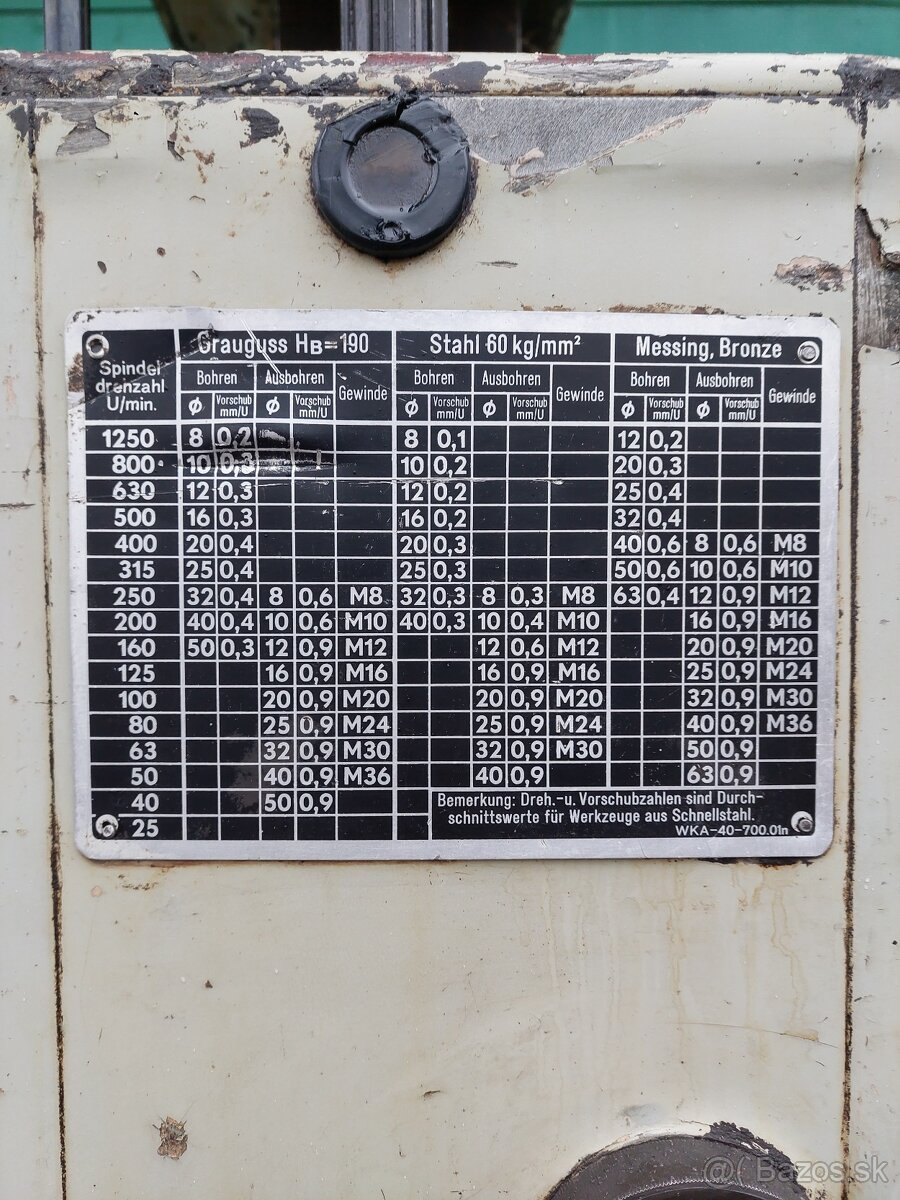 Grauguss HB=190 Stahl 60 kg/mm² Messing, Bronze
Spindel
drehzahl
U/min.
Bohren Ausbohren Gewinde Bohren Ausbohren Gewinde Bohren Ausbohren Gewinde
ϕ Vorschub mm/U ϕ Vorschub mm/U ϕ Vorschub mm/U ϕ Vorschub mm/U ϕ Vorschub mm/U ϕ Vorschub mm/U
1250 8 0,2 8 0,1 12 0,2
800 10 0,3 10 0,2 20 0,3
630 12 0,3 12 0,2 25 0,4
500 16 0,3 16 0,2 32 0,4
400 20 0,4 20 0,3 40 0,6 8 0,6 M8
315 25 0,4 25 0,3 50 0,6 10 0,6 M10
250 32 0,4 8 0,6 M8 32 0,3 8 0,3 M8 63 0,4 12 0,9 M12
200 40 0,4 10 0,6 M10 40 0,3 10 0,4 M10 16 0,9 M16
160 50 0,3 12 0,9 M12 12 0,6 M12 20 0,9 M20
125 16 0,9 M16 16 0,9 M16 25 0,9 M24
100 20 0,9 M20 20 0,9 M20 32 0,9 M30
80 25 0,9 M24 25 0,9 M24 40 0,9 M36
63 32 0,9 M30 32 0,9 M30 50 0,9
50 40 0,9 M36 40 0,9 63 0,9
40 50 0,9
25
Bemerkung: Dreh.-u. Vorschubzahlen sind Durch-
schnittswerte für Werkzeuge aus Schnellstahl.
WKA-40-700.01n
@ Bazos.sk